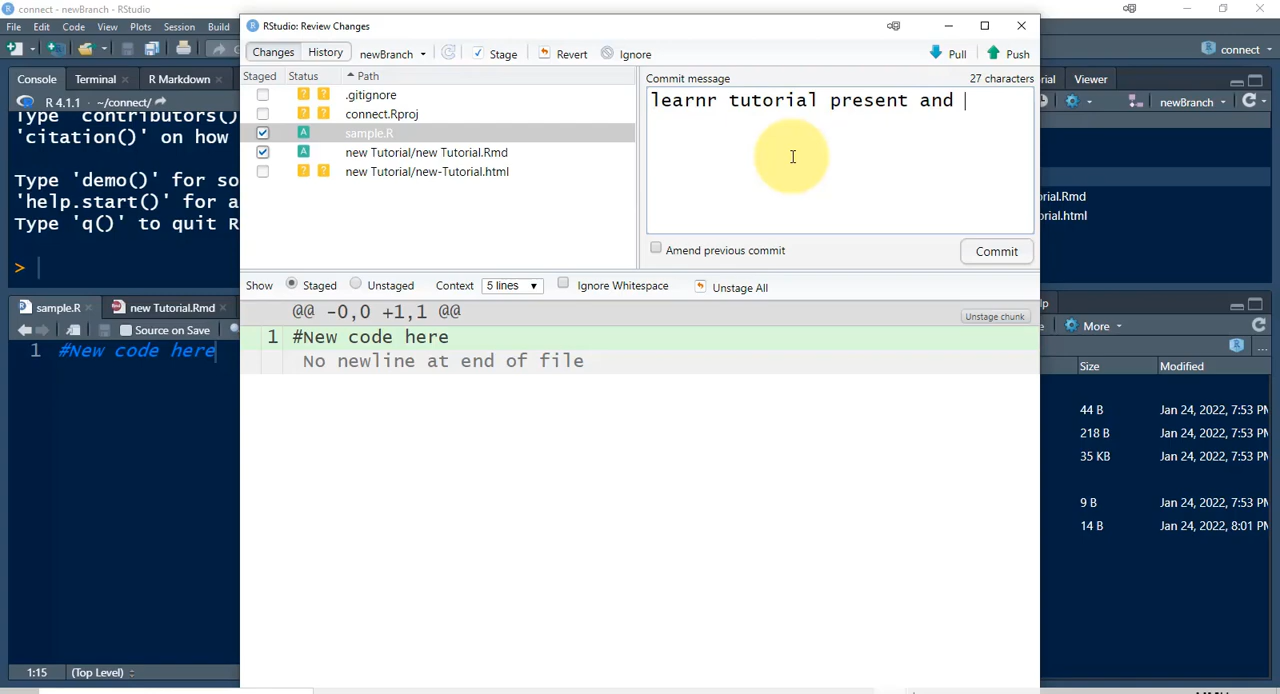 connect - newBranch - RStudio
File Edit Code View Plots Session Build
connect
Console Terminal R Markdown
R 4.1.1 · ~/connect/
Type 'contributors()
'citation()' on how
Type 'demo()' for so
'help.start()' for a
Type 'q()' to quit R
>
sample.R new Tutorial.Rmd
Source on Save
1 #New code here
1:15 (Top Level)
RStudio: Review Changes
Changes History newBranch Stage Revert Ignore Pull Push
Staged Status Path
.gitignore
connect.Rproj
A sample.R
A new Tutorial/new Tutorial.Rmd
new Tutorial/new-Tutorial.html
Commit message 27 characters
learnr tutorial present and
Amend previous commit Commit
Show Staged Unstaged Context 5 lines Ignore Whitespace Unstage All
@@ -0,0 +1,1 @@ Unstage chunk
1 #New code here
No newline at end of file
rial Viewer
newBranch
orial.Rmd
orial.html
lp
More
Size Modified
44 B Jan 24, 2022, 7:53 PM
218 B Jan 24, 2022, 7:53 PM
35 KB Jan 24, 2022, 7:53 PM
9 B Jan 24, 2022, 7:53 PM
14 B Jan 24, 2022, 8:01 PM